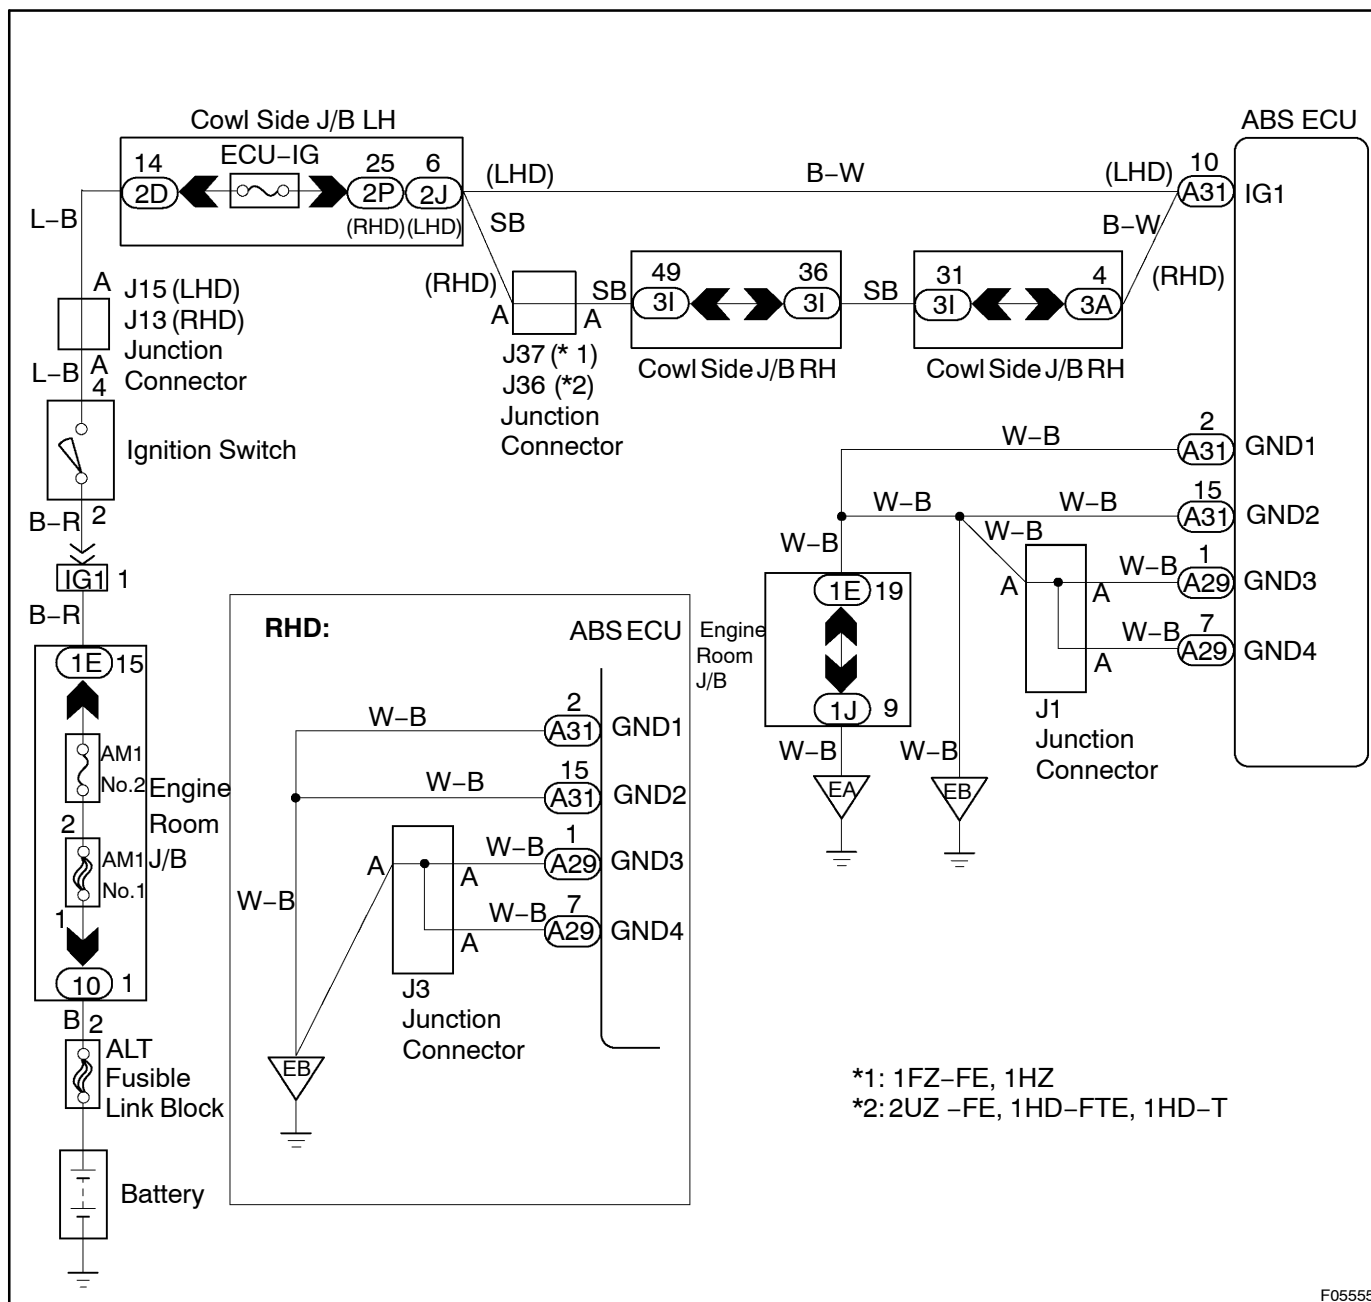 Cowl Side J/B LH
ABS ECU
14
ECU−IG
25
6
2D
2P
2J
(RHD)
(LHD)
(LHD)
B−W
(LHD)
10
A31
IG1
L−B
SB
B−W
(RHD)
(RHD)
A
J15 (LHD)
J13 (RHD)
Junction
Connector
A
L−B
4
A
A
SB
49
3I
36
3I
SB
31
3I
4
3A
Cowl Side J/B RH
Cowl Side J/B RH
J37 (* 1)
J36 (*2)
Junction
Connector
Ignition Switch
B−R
2
IG1
1
B−R
W−B
2
A31
GND1
W−B
W−B
15
A31
GND2
W−B
W−B
A
A
W−B
1
A29
GND3
W−B
7
A29
GND4
A
J1
Junction
Connector
1E
19
Engine
Room
J/B
1J
9
W−B
W−B
EA
EB
1E
15
AM1
No.2
2
AM1
No.1
Engine
Room
J/B
1
10
1
B
2
ALT
Fusible
Link Block
Battery
RHD:
ABS ECU
W−B
2
A31
GND1
W−B
15
A31
GND2
W−B
A
A
W−B
1
A29
GND3
W−B
7
A29
GND4
A
J3
Junction
Connector
EB
*1: 1FZ−FE, 1HZ
*2: 2UZ −FE, 1HD−FTE, 1HD−T
F05555